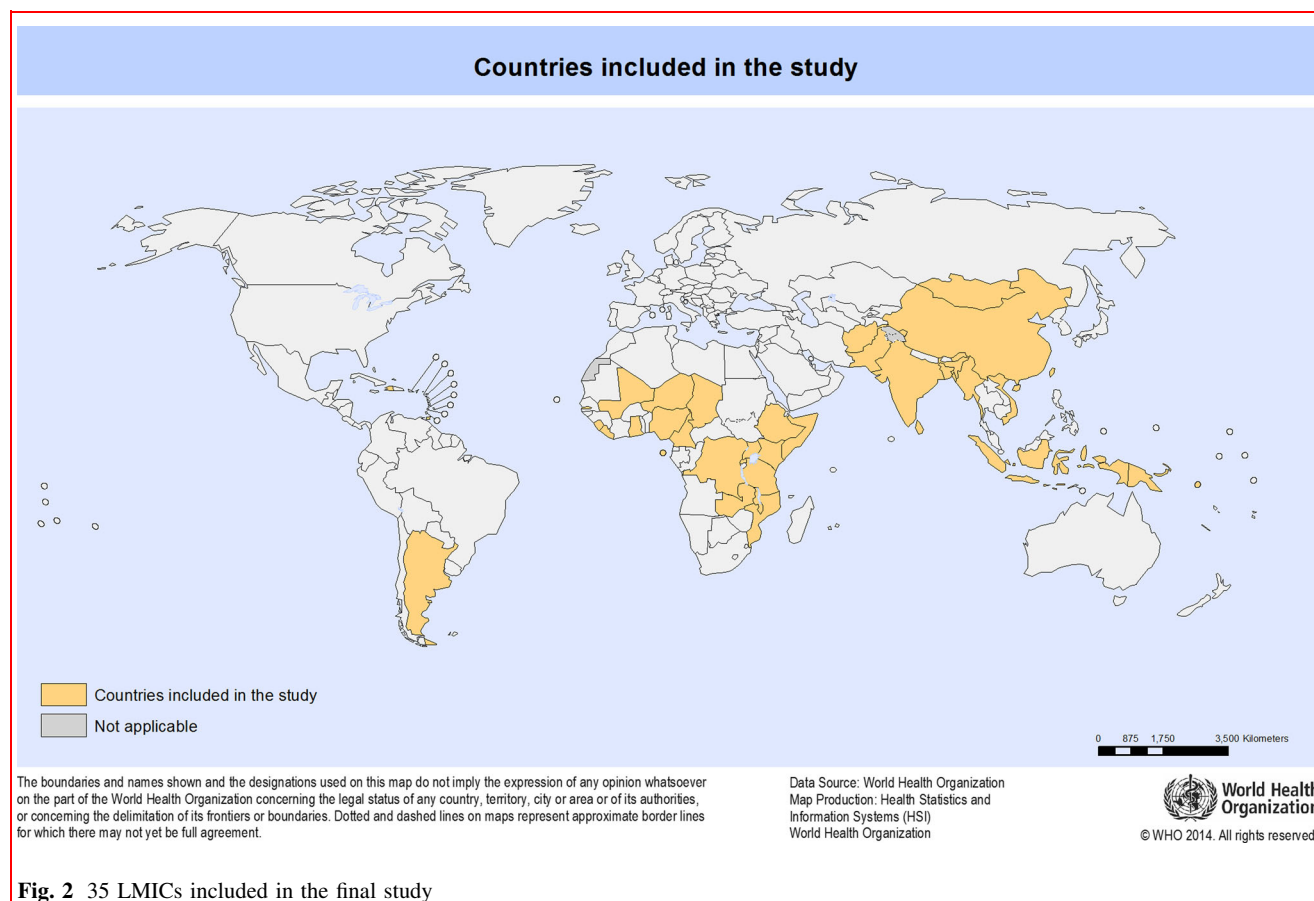 Countries included in the study
Countries included in the study
Not applicable
0 875 1,750 3,500 Kilometers
The boundaries and names shown and the designations used on this map do not imply the expression of any opinion whatsoever
on the part of the World Health Organization concerning the legal status of any country, territory, city or area or of its authorities,
or concerning the delimitation of its frontiers or boundaries. Dotted and dashed lines on maps represent approximate border lines
for which there may not yet be full agreement.
Data Source: World Health Organization
Map Production: Health Statistics and
Information Systems (HSI)
World Health Organization
World Health
Organization
© WHO 2014. All rights reserved
Fig. 2 35 LMICs included in the final study